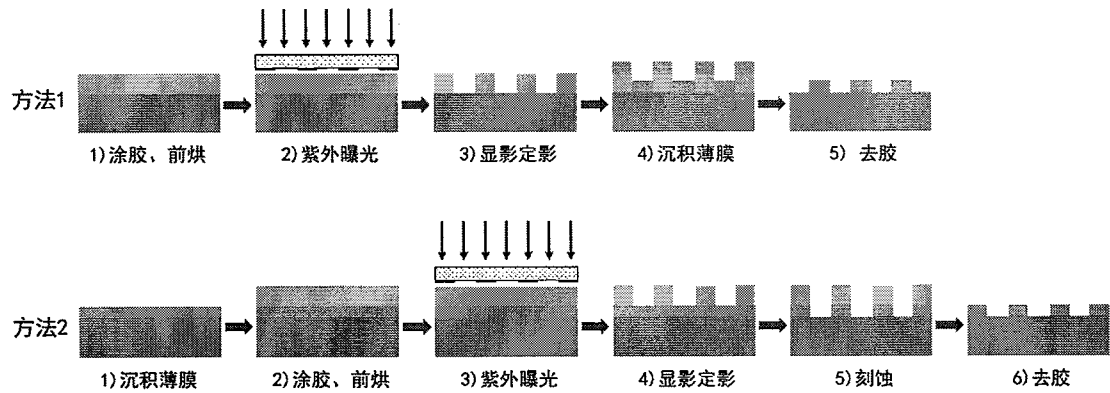 方法1
1)涂胶、前烘
2)紫外曝光
3)显影定影
4)沉积薄膜
5) 去胶
方法2
1)沉积薄膜
2)涂胶、前烘
3)紫外曝光
4)显影定影
5)刻蚀
6)去胶